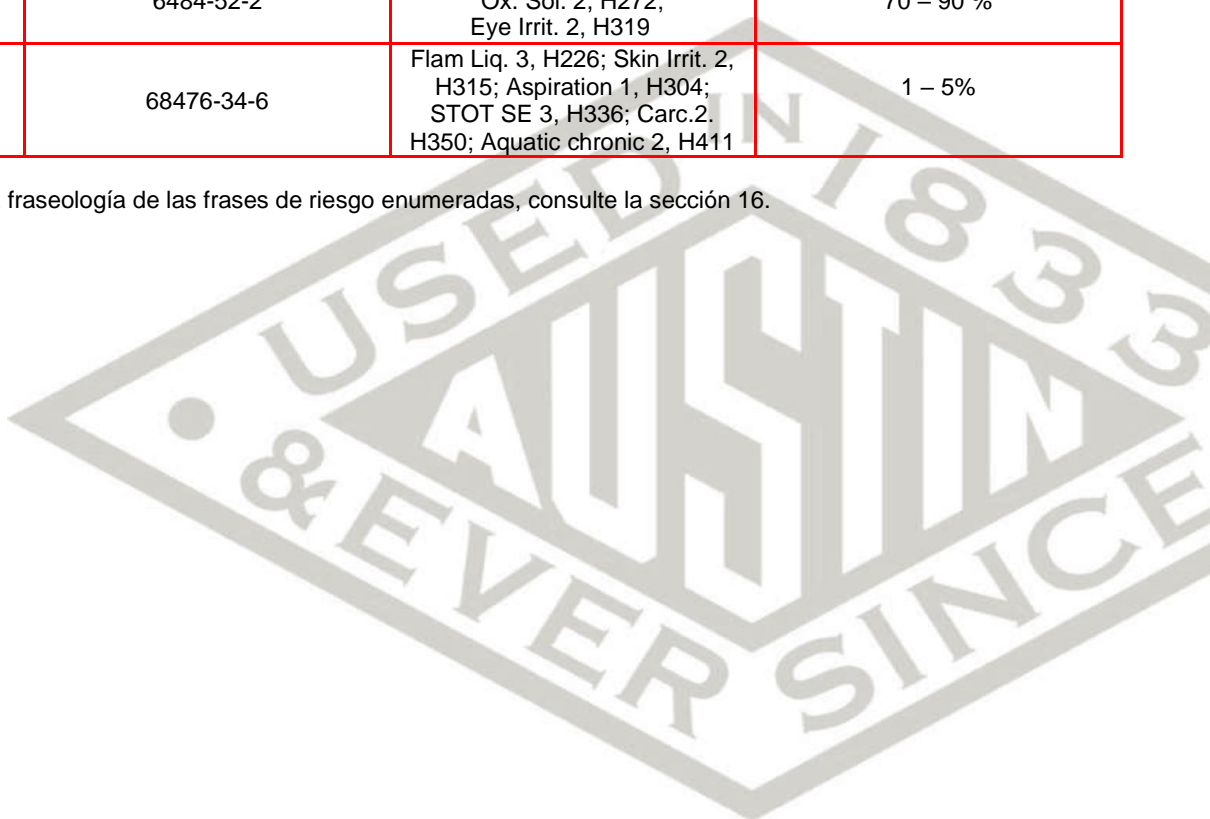 6484-52-2
Ox. Sol. 2, H272;
Eye Irrit. 2, H319
70 – 90 %
68476-34-6
Flam Liq. 3, H226; Skin Irrit. 2,
H315; Aspiration 1, H304;
STOT SE 3, H336; Carc.2.
H350; Aquatic chronic 2, H411
1 – 5%
fraseología de las frases de riesgo enumeradas, consulte la sección 16.
USED IN 1833
AUSTIN
& EVER SINCE